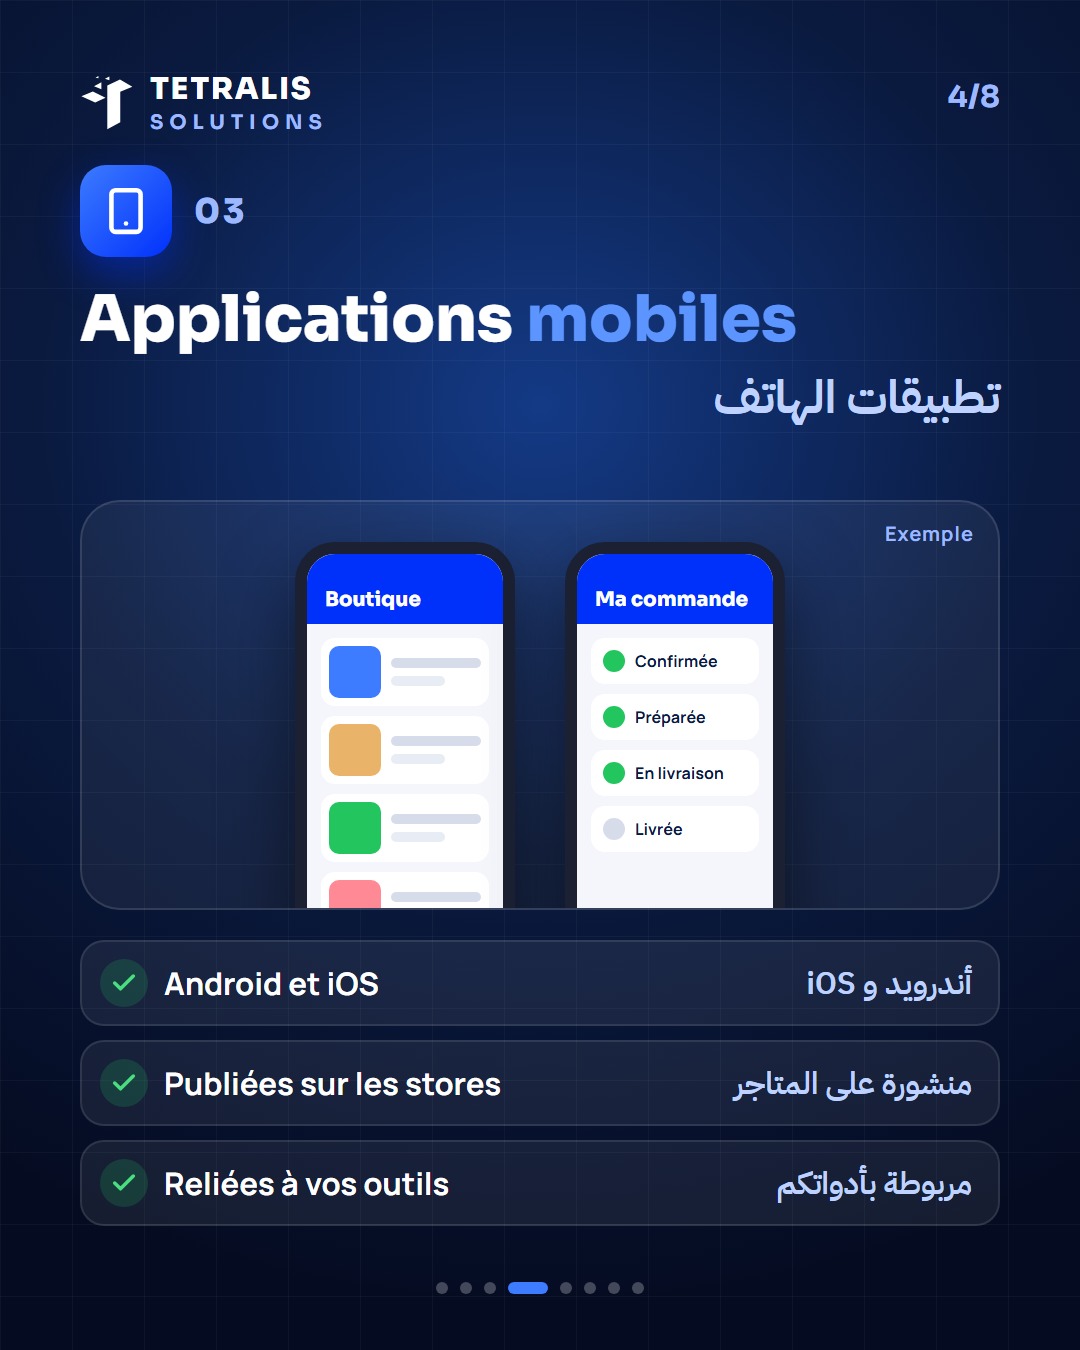 TETRALIS
SOLUTIONS
4/8
03
Applications mobiles
تطبيقات الهاتف
Exemple
Boutique
Ma commande
Confirmée
Préparée
En livraison
Livrée
Android et iOS
أندرويد و iOS
Publiées sur les stores
منشورة على المتاجر
Reliées à vos outils
مربوطة بأدواتكم